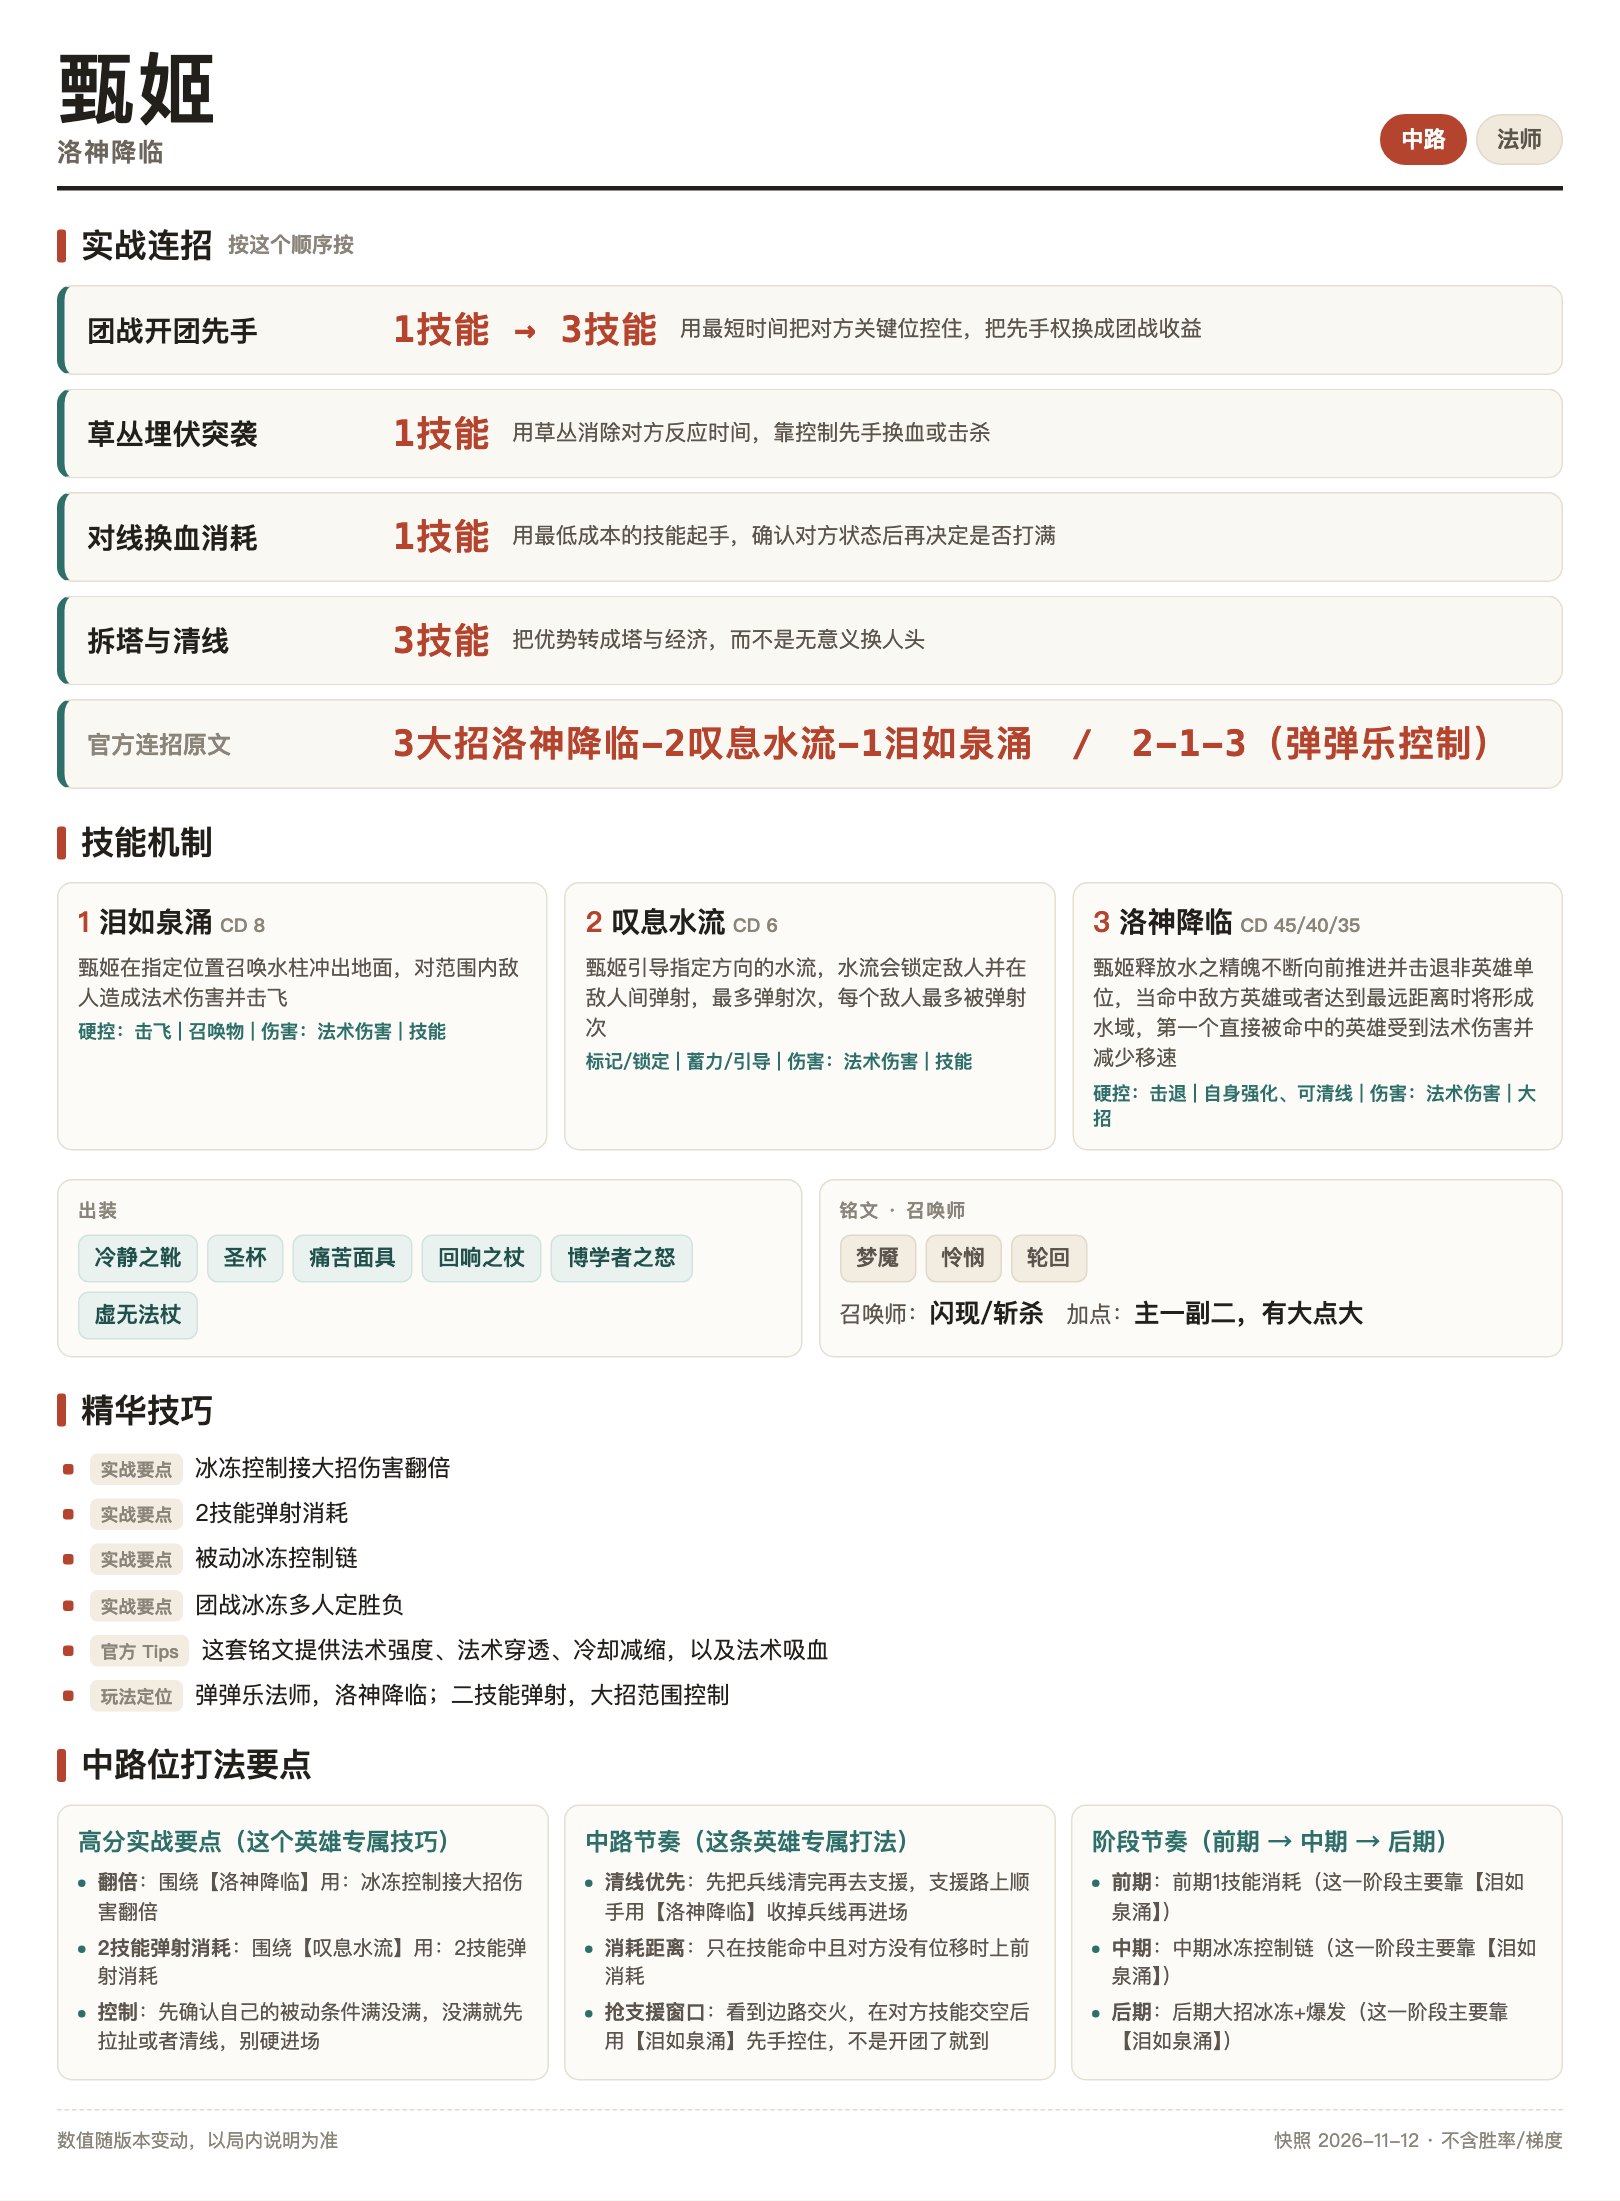 甄姬
洛神降临
中路 法师
实战连招 按这个顺序按
团战开团先手 1技能 → 3技能 用最短时间把对方关键位控住，把先手权换成团战收益
草丛埋伏突袭 1技能 用草丛消除对方反应时间，靠控制先手换血或击杀
对线换血消耗 1技能 用最低成本的技能起手，确认对方状态后再决定是否打满
拆塔与清线 3技能 把优势转成塔与经济，而不是无意义换人头
官方连招原文 3大招洛神降临-2叹息水流-1泪如泉涌 / 2-1-3（弹弹乐控制）
技能机制
1 泪如泉涌 CD 8
甄姬在指定位置召唤水柱冲出地面，对范围内敌
人造成法术伤害并击飞
硬控：击飞 | 召唤物 | 伤害：法术伤害 | 技能
2 叹息水流 CD 6
甄姬引导指定方向的水流，水流会锁定敌人并在
敌人间弹射，最多弹射次，每个敌人最多被弹射
次
标记/锁定 | 蓄力/引导 | 伤害：法术伤害 | 技能
3 洛神降临 CD 45/40/35
甄姬释放水之精魄不断向前推进并击退非英雄单
位，当命中敌方英雄或者达到最远距离时将形成
水域，第一个直接被命中的英雄受到法术伤害并
减少移速
硬控：击退 | 自身强化、可清线 | 伤害：法术伤害 | 大
招
出装
冷静之靴 圣杯 痛苦面具 回响之杖 博学者之怒
虚无法杖
铭文 · 召唤师
梦魇 怜悯 轮回
召唤师：闪现/斩杀 加点：主一副二，有大点大
精华技巧
实战要点 冰冻控制接大招伤害翻倍
实战要点 2技能弹射消耗
实战要点 被动冰冻控制链
实战要点 团战冰冻多人定胜负
官方 Tips 这套铭文提供法术强度、法术穿透、冷却减缩，以及法术吸血
玩法定位 弹弹乐法师，洛神降临；二技能弹射，大招范围控制
中路位打法要点
高分实战要点（这个英雄专属技巧）
翻倍：围绕【洛神降临】用：冰冻控制接大招伤
害翻倍
2技能弹射消耗：围绕【叹息水流】用：2技能弹
射消耗
控制：先确认自己的被动条件满没满，没满就先
拉扯或者清线，别硬进场
中路节奏（这条英雄专属打法）
清线优先：先把兵线清完再去支援，支援路上顺
手用【洛神降临】收掉兵线再进场
消耗距离：只在技能命中且对方没有位移时上前
消耗
抢支援窗口：看到边路交火，在对方技能交空后
用【泪如泉涌】先手控住，不是开团了就到
阶段节奏（前期 → 中期 → 后期）
前期：前期1技能消耗（这一阶段主要靠【泪如
泉涌】）
中期：中期冰冻控制链（这一阶段主要靠【泪如
泉涌】）
后期：后期大招冰冻+爆发（这一阶段主要靠
【泪如泉涌】）
数值随版本变动，以局内说明为准
快照 2026-11-12 · 不含胜率/梯度